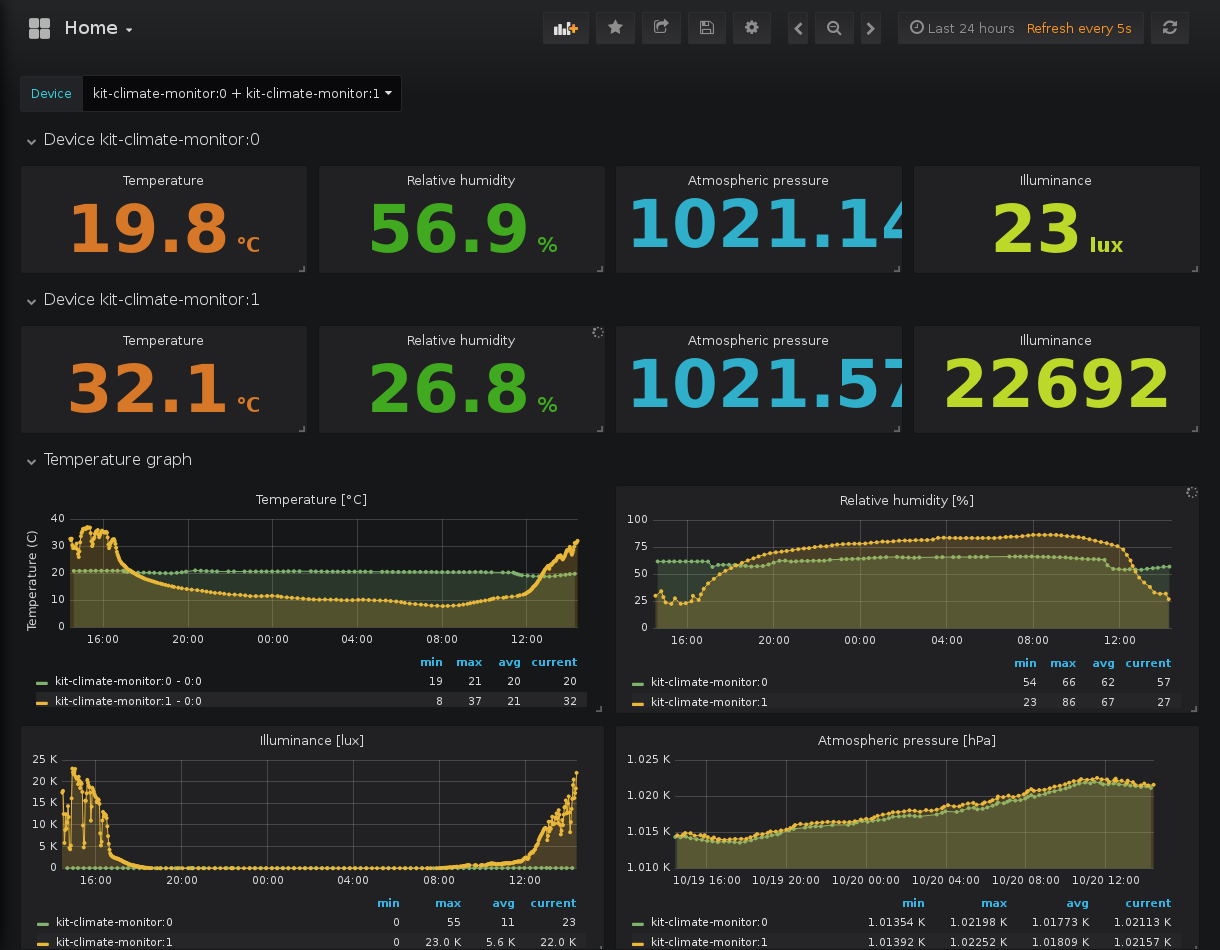 Home
Last 24 hours Refresh every 5s
Device kit-climate-monitor:0 + kit-climate-monitor:1
Device kit-climate-monitor:0
Temperature Relative humidity Atmospheric pressure Illuminance
19.8 °C 56.9 % 1021.14 23 lux
Device kit-climate-monitor:1
Temperature Relative humidity Atmospheric pressure Illuminance
32.1 °C 26.8 % 1021.57 22692
Temperature graph
Temperature [°C]
Temperature (C)
40
30
20
10
0
16:00 20:00 00:00 04:00 08:00 12:00
min max avg current
kit-climate-monitor:0 - 0:0 19 21 20 20
kit-climate-monitor:1 - 0:0 8 37 21 32
Relative humidity [%]
100
75
50
25
0
16:00 20:00 00:00 04:00 08:00 12:00
min max avg current
kit-climate-monitor:0 54 66 62 57
kit-climate-monitor:1 23 86 67 27
Illuminance [lux]
25 K
20 K
15 K
10 K
5 K
0
16:00 20:00 00:00 04:00 08:00 12:00
min max avg current
kit-climate-monitor:0 0 55 11 23
kit-climate-monitor:1 0 23.0 K 5.6 K 22.0 K
Atmospheric pressure [hPa]
1.025 K
1.020 K
1.015 K
1.010 K
10/19 16:00 10/19 20:00 10/20 00:00 10/20 04:00 10/20 08:00 10/20 12:00
min max avg current
kit-climate-monitor:0 1.01354 K 1.02198 K 1.01773 K 1.02113 K
kit-climate-monitor:1 1.01392 K 1.02252 K 1.01809 K 1.02157 K